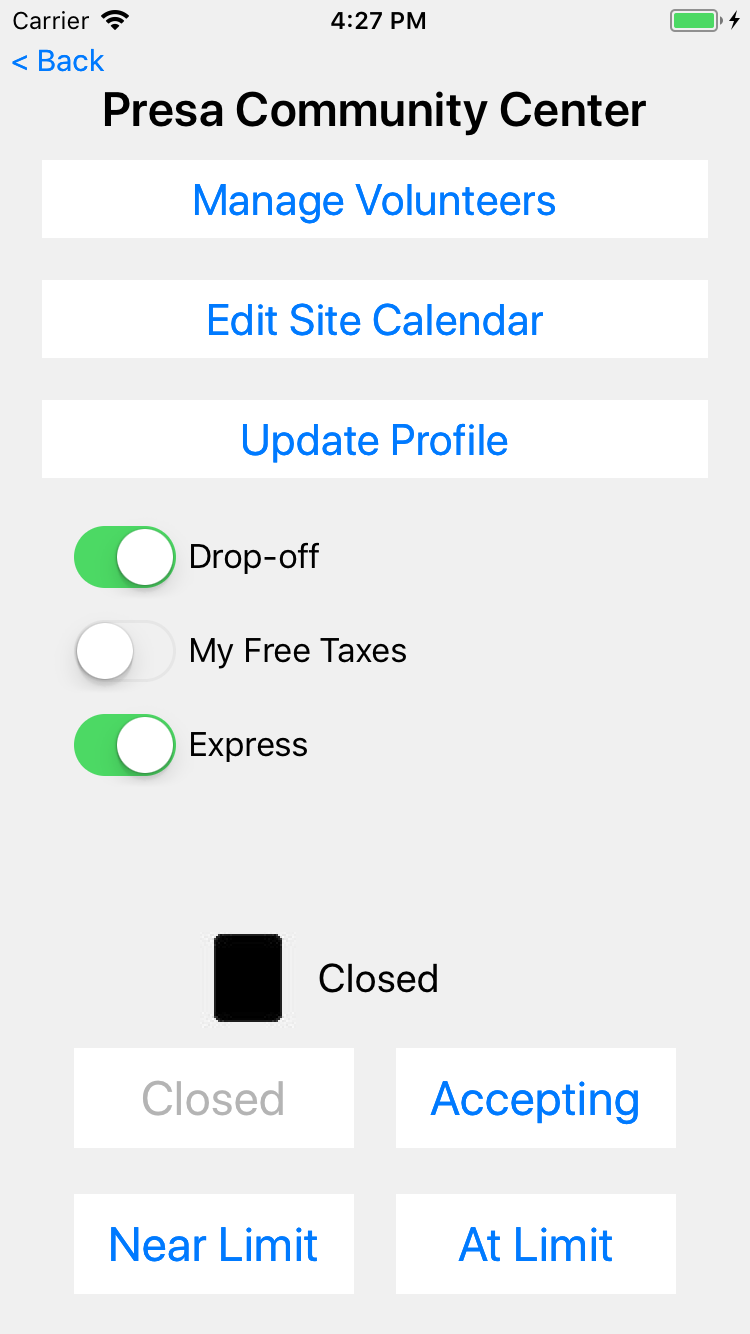 Carrier 4:27 PM
< Back
Presa Community Center
Manage Volunteers
Edit Site Calendar
Update Profile
Drop-off
My Free Taxes
Express
Closed
Closed Accepting
Near Limit At Limit